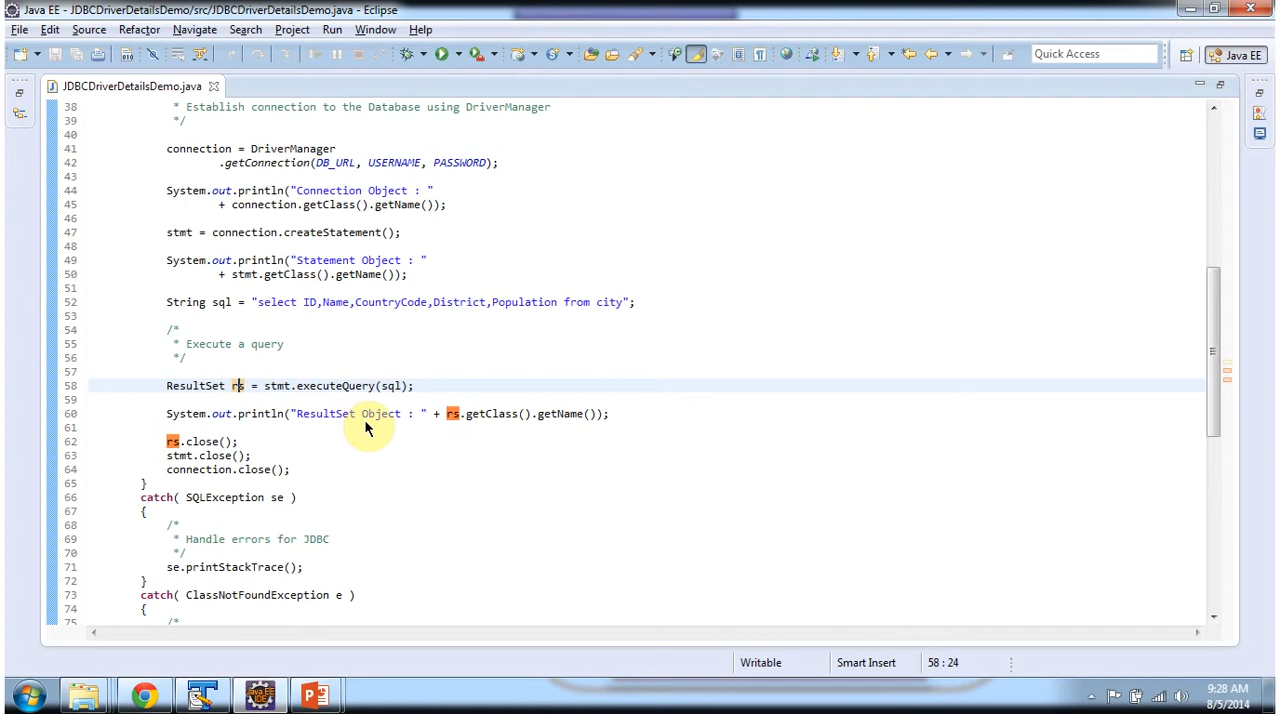 Java EE - JDBCDriverDetailsDemo/src/JDBCDriverDetailsDemo.java - Eclipse
File Edit Source Refactor Navigate Search Project Run Window Help
Quick Access
Java EE
JDBCDriverDetailsDemo.java
38 * Establish connection to the Database using DriverManager
39 */
40
41 connection = DriverManager
42 .getConnection(DB_URL, USERNAME, PASSWORD);
43
44 System.out.println("Connection Object : "
45 + connection.getClass().getName());
46
47 stmt = connection.createStatement();
48
49 System.out.println("Statement Object : "
50 + stmt.getClass().getName());
51
52 String sql = "select ID,Name,CountryCode,District,Population from city";
53
54 /*
55 * Execute a query
56 */
57
58 ResultSet rs = stmt.executeQuery(sql);
59
60 System.out.println("ResultSet Object : " + rs.getClass().getName());
61
62 rs.close();
63 stmt.close();
64 connection.close();
65 }
66 catch( SQLException se )
67 {
68 /*
69 * Handle errors for JDBC
70 */
71 se.printStackTrace();
72 }
73 catch( ClassNotFoundException e )
74 {
75 /*
Writable Smart Insert 58 : 24
Java EE
IDE
9:28 AM
8/5/2014